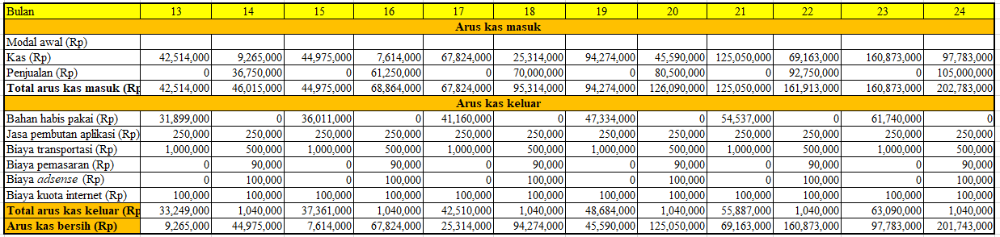 Bulan 13 14 15 16 17 18 19 20 21 22 23 24
Arus kas masuk
Modal awal (Rp)
Kas (Rp) 42,514,000 9,265,000 44,975,000 7,614,000 67,824,000 25,314,000 94,274,000 45,590,000 125,050,000 69,163,000 160,873,000 97,783,000
Penjualan (Rp) 0 36,750,000 0 61,250,000 0 70,000,000 0 80,500,000 0 92,750,000 0 105,000,000
Total arus kas masuk (Rp 42,514,000 46,015,000 44,975,000 68,864,000 67,824,000 95,314,000 94,274,000 126,090,000 125,050,000 161,913,000 160,873,000 202,783,000
Arus kas keluar
Bahan habis pakai (Rp) 31,899,000 0 36,011,000 0 41,160,000 0 47,334,000 0 54,537,000 0 61,740,000 0
Jasa pembutan aplikasi (Rp) 250,000 250,000 250,000 250,000 250,000 250,000 250,000 250,000 250,000 250,000 250,000 250,000
Biaya transportasi (Rp) 1,000,000 500,000 1,000,000 500,000 1,000,000 500,000 1,000,000 500,000 1,000,000 500,000 1,000,000 500,000
Biaya pemasaran (Rp) 0 90,000 0 90,000 0 90,000 0 90,000 0 90,000 0 90,000
Biaya adsense (Rp) 0 100,000 0 100,000 0 100,000 0 100,000 0 100,000 0 100,000
Biaya kuota internet (Rp) 100,000 100,000 100,000 100,000 100,000 100,000 100,000 100,000 100,000 100,000 100,000 100,000
Total arus kas keluar (Rp 33,249,000 1,040,000 37,361,000 1,040,000 42,510,000 1,040,000 48,684,000 1,040,000 55,887,000 1,040,000 63,090,000 1,040,000
Arus kas bersih (Rp) 9,265,000 44,975,000 7,614,000 67,824,000 25,314,000 94,274,000 45,590,000 125,050,000 69,163,000 160,873,000 97,783,000 201,743,000